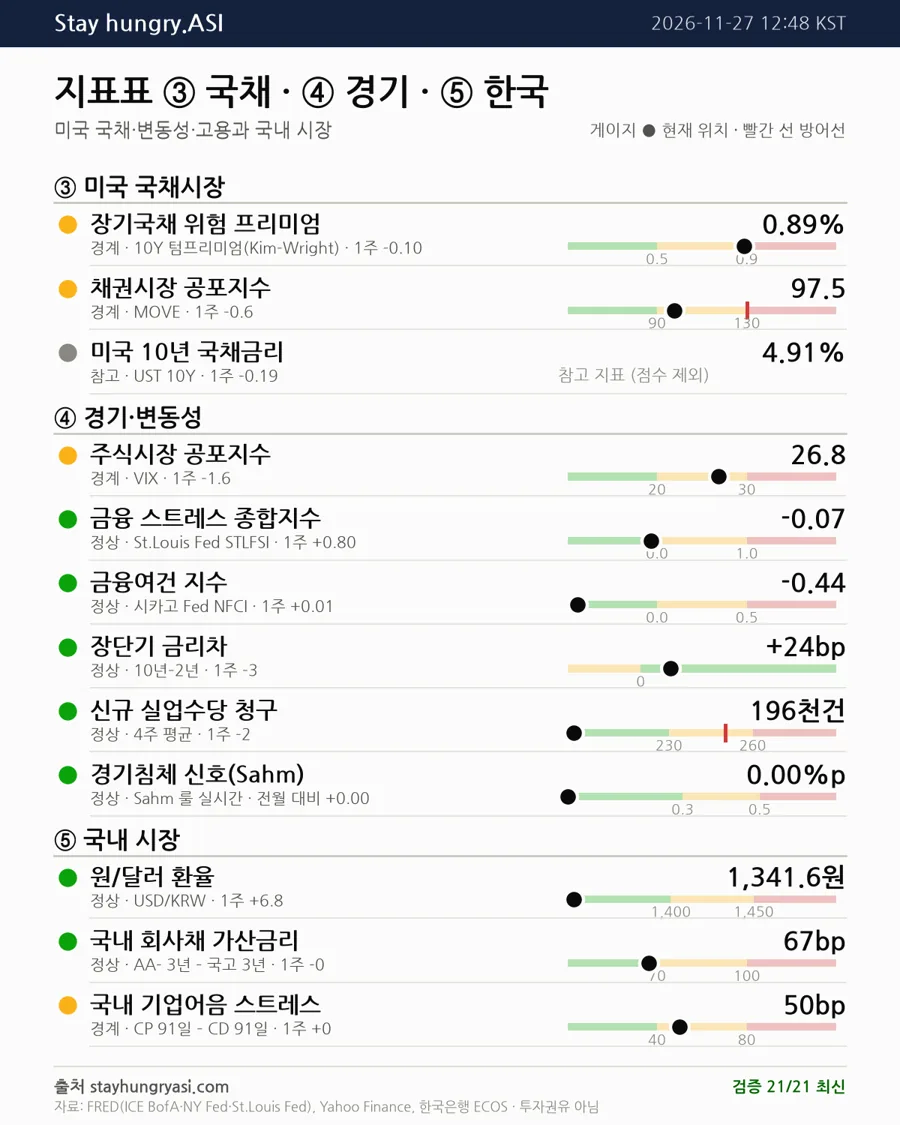 Stay hungry.ASI
2026-11-27 12:48 KST
지표표 ③ 국채 · ④ 경기 · ⑤ 한국
미국 국채·변동성·고용과 국내 시장
게이지 ● 현재 위치 · 빨간 선 방어선
③ 미국 국채시장
장기국채 위험 프리미엄
0.89%
경계 · 10Y 텀프리미엄(Kim-Wright) · 1주 -0.10
0.5 0.9
채권시장 공포지수
97.5
경계 · MOVE · 1주 -0.6
90 130
미국 10년 국채금리
4.91%
참고 · UST 10Y · 1주 -0.19
참고 지표 (점수 제외)
④ 경기·변동성
주식시장 공포지수
26.8
경계 · VIX · 1주 -1.6
20 30
금융 스트레스 종합지수
-0.07
정상 · St.Louis Fed STLFSI · 1주 +0.80
0.0 1.0
금융여건 지수
-0.44
정상 · 시카고 Fed NFCI · 1주 +0.01
0.0 0.5
장단기 금리차
+24bp
정상 · 10년-2년 · 1주 -3
0
신규 실업수당 청구
196천건
정상 · 4주 평균 · 1주 -2
230 260
경기침체 신호(Sahm)
0.00%p
정상 · Sahm 룰 실시간 · 전월 대비 +0.00
0.3 0.5
⑤ 국내 시장
원/달러 환율
1,341.6원
정상 · USD/KRW · 1주 +6.8
1,400 1,450
국내 회사채 가산금리
67bp
정상 · AA- 3년 - 국고 3년 · 1주 -0
70 100
국내 기업어음 스트레스
50bp
경계 · CP 91일 - CD 91일 · 1주 +0
40 80
출처 stayhungryasi.com
검증 21/21 최신
자료: FRED(ICE BofA·NY Fed·St.Louis Fed), Yahoo Finance, 한국은행 ECOS · 투자권유 아님